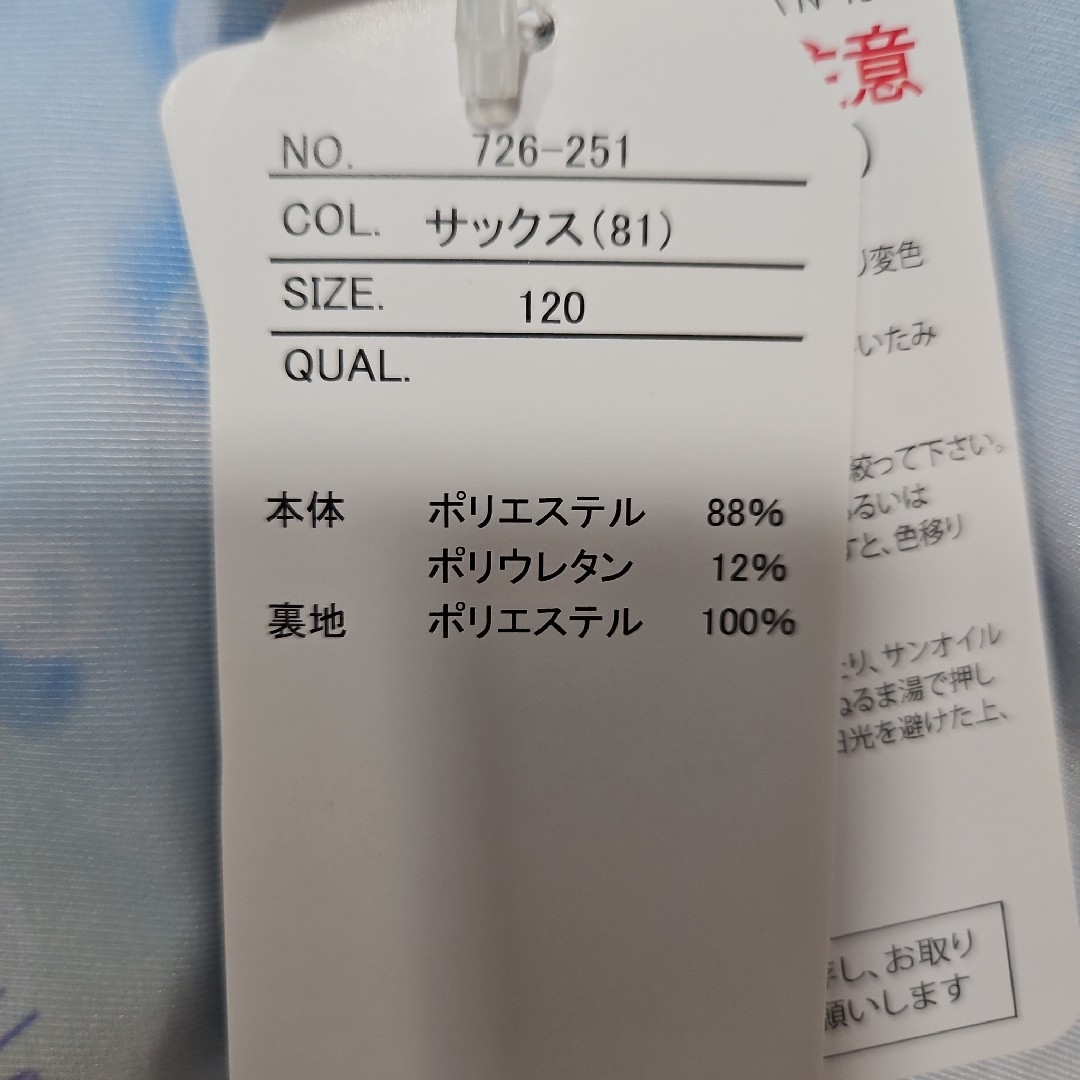 NO. 726-251
COL. サックス(81)
SIZE. 120
QUAL.
本体 ポリエステル 88%
ポリウレタン 12%
裏地 ポリエステル 100%
注意
)
変色
いたみ
絞って下さい。
るいは
すと、色移り
り、サンオイル
ぬるま湯で押し
日光を避けた上、
し、お取り
願いします